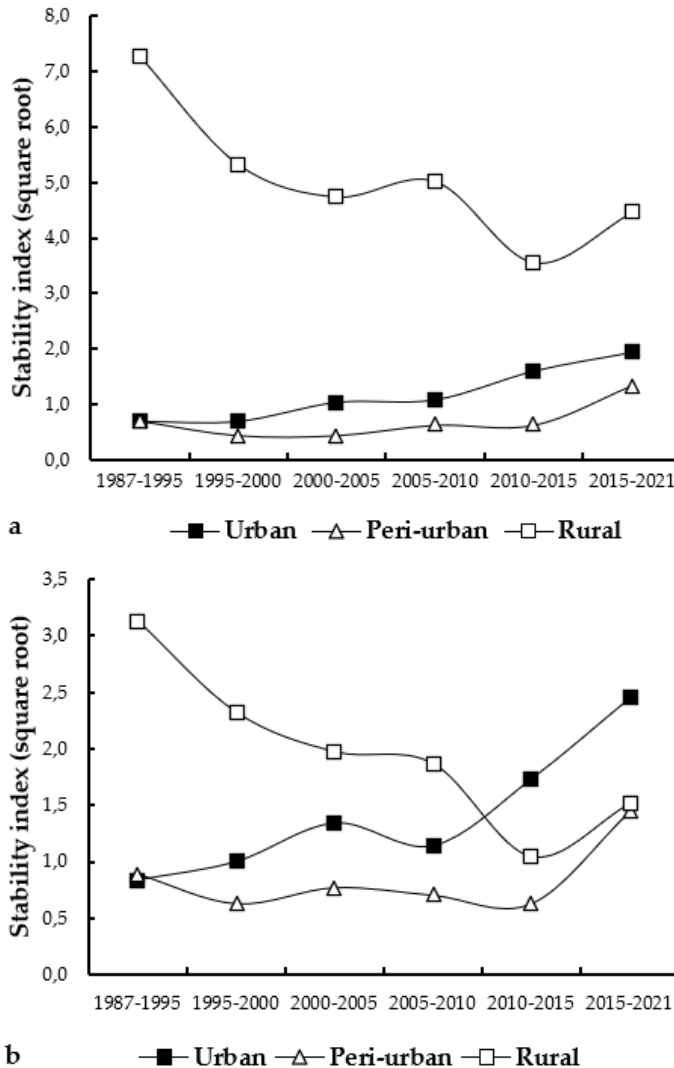 Stability index (square root)
8,0
7,0
6,0
5,0
4,0
3,0
2,0
1,0
0,0
1987-1995 1995-2000 2000-2005 2005-2010 2010-2015 2015-2021
a
Urban Peri-urban Rural
Stability index (square root)
3,5
3,0
2,5
2,0
1,5
1,0
0,5
0,0
1987-1995 1995-2000 2000-2005 2005-2010 2010-2015 2015-2021
b
Urban Peri-urban Rural